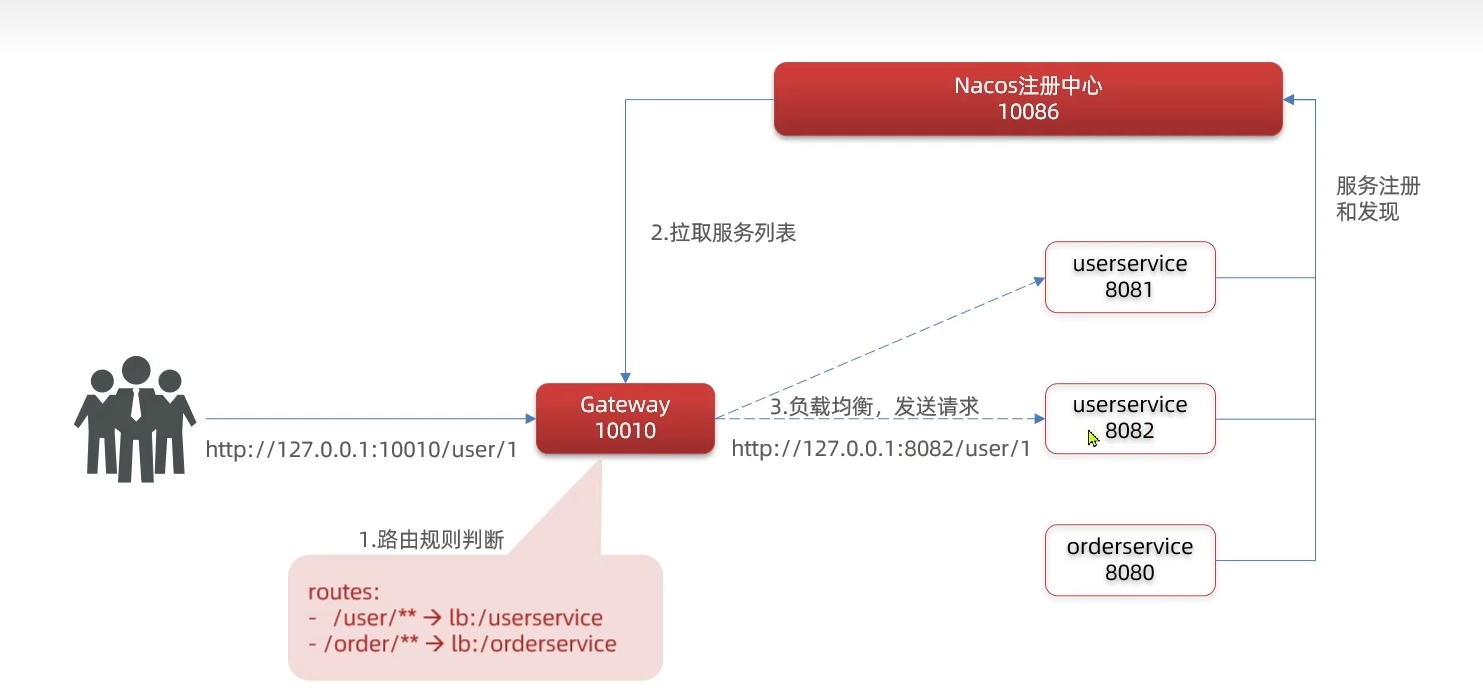 Nacos注册中心
10086
服务注册
和发现
2.拉取服务列表
userservice
8081
Gateway
10010
3.负载均衡，发送请求
userservice
8082
http://127.0.0.1:10010/user/1
http://127.0.0.1:8082/user/1
1.路由规则判断
orderservice
8080
routes:
- /user/** → lb:/userservice
- /order/** → lb:/orderservice